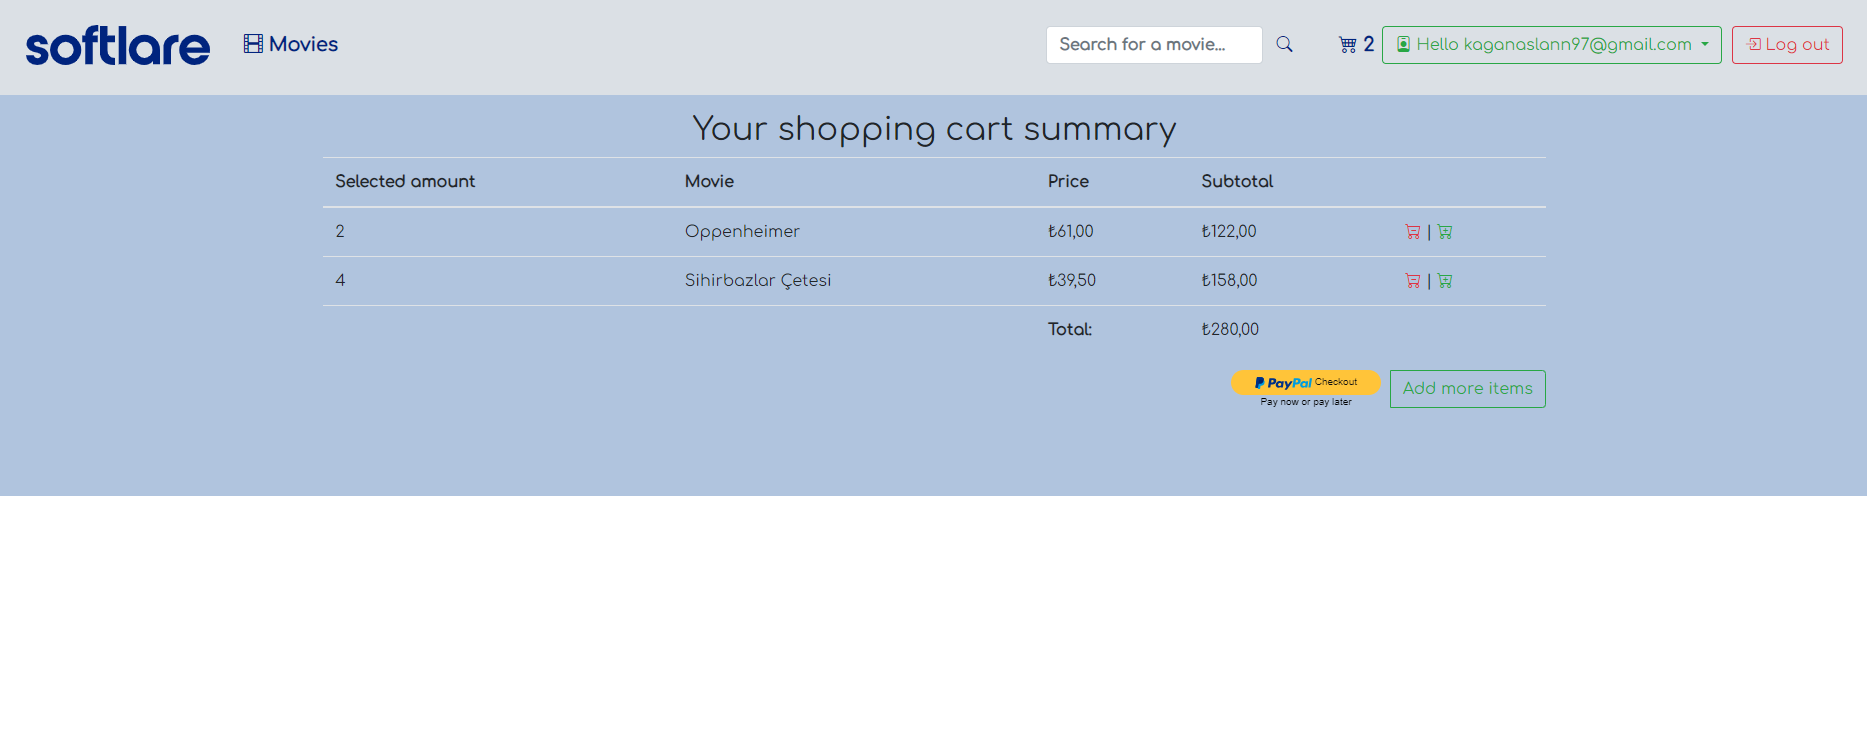 softlare Movies Search for a movie... 2 Hello kaganaslann97@gmail.com Log out
Your shopping cart summary
Selected amount Movie Price Subtotal
2 Oppenheimer ₺61,00 ₺122,00 |
4 Sihirbazlar Çetesi ₺39,50 ₺158,00 |
Total: ₺280,00
PayPal Checkout Add more items
Pay now or pay later